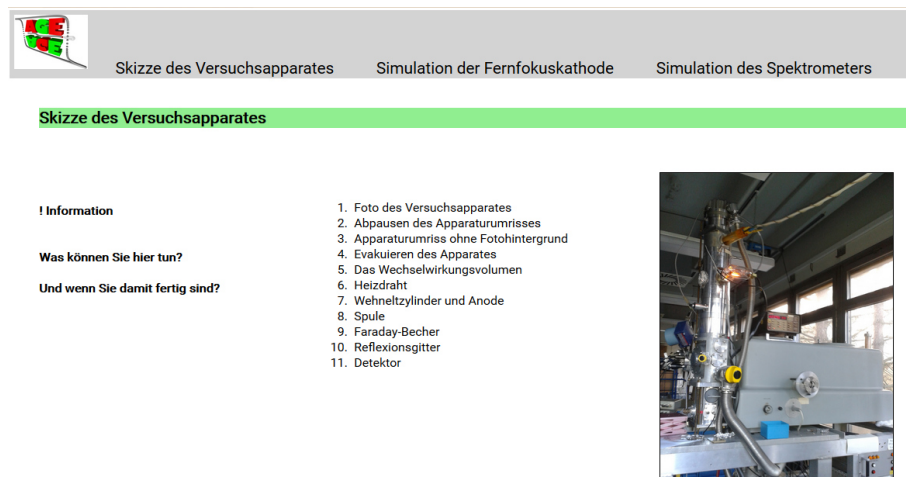 AGE
UGE
Skizze des Versuchsapparates
Simulation der Fernfokuskathode
Simulation des Spektrometers
Skizze des Versuchsapparates
! Information
Was können Sie hier tun?
Und wenn Sie damit fertig sind?
1. Foto des Versuchsapparates
2. Abpausen des Apparaturumrisses
3. Apparaturumriss ohne Fotohintergrund
4. Evakuieren des Apparates
5. Das Wechselwirkungsvolumen
6. Heizdraht
7. Wehneltzylinder und Anode
8. Spule
9. Faraday-Becher
10. Reflexionsgitter
11. Detektor